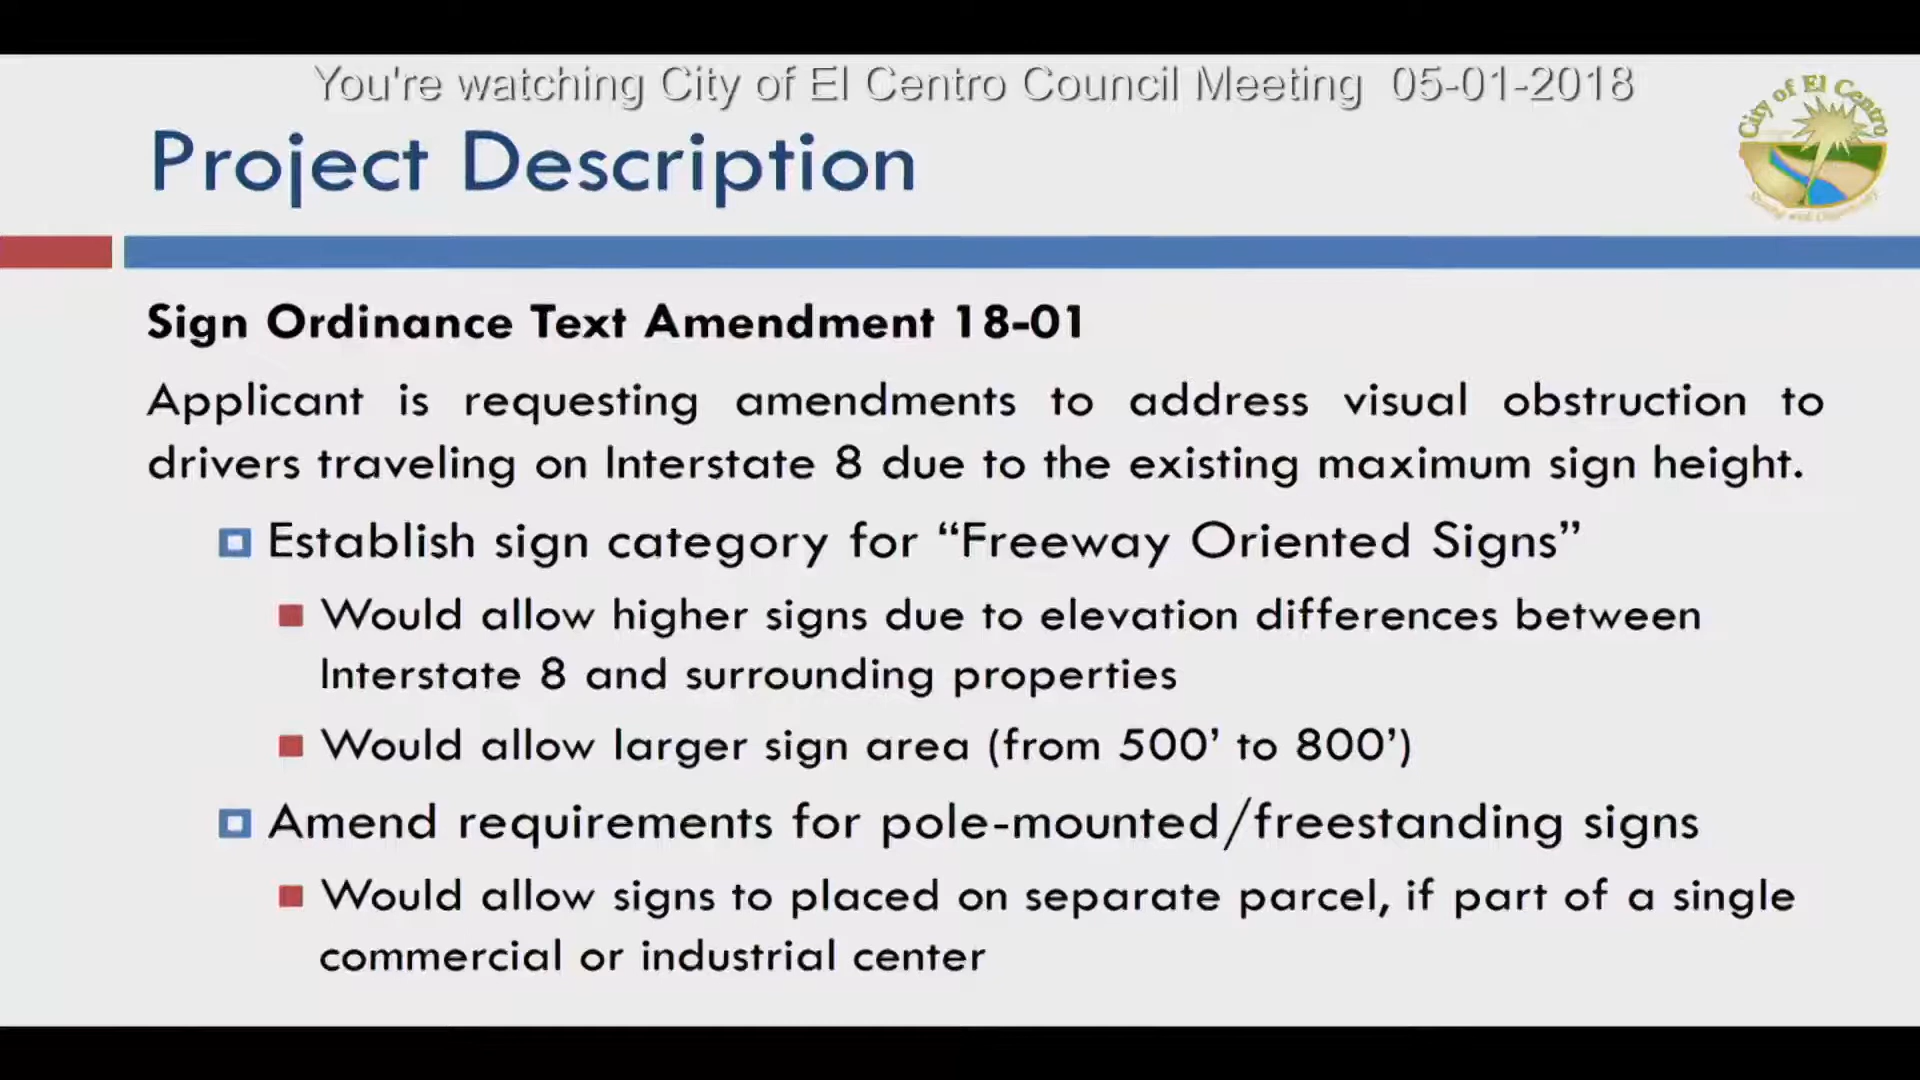 You're watching City of El Centro Council Meeting 05-01-2018
City of El Centro
Project Description
Sign Ordinance Text Amendment 18-01
Applicant is requesting amendments to address visual obstruction to
drivers traveling on Interstate 8 due to the existing maximum sign height.
Establish sign category for “Freeway Oriented Signs”
Would allow higher signs due to elevation differences between
Interstate 8 and surrounding properties
Would allow larger sign area (from 500’ to 800’)
Amend requirements for pole-mounted/freestanding signs
Would allow signs to placed on separate parcel, if part of a single
commercial or industrial center